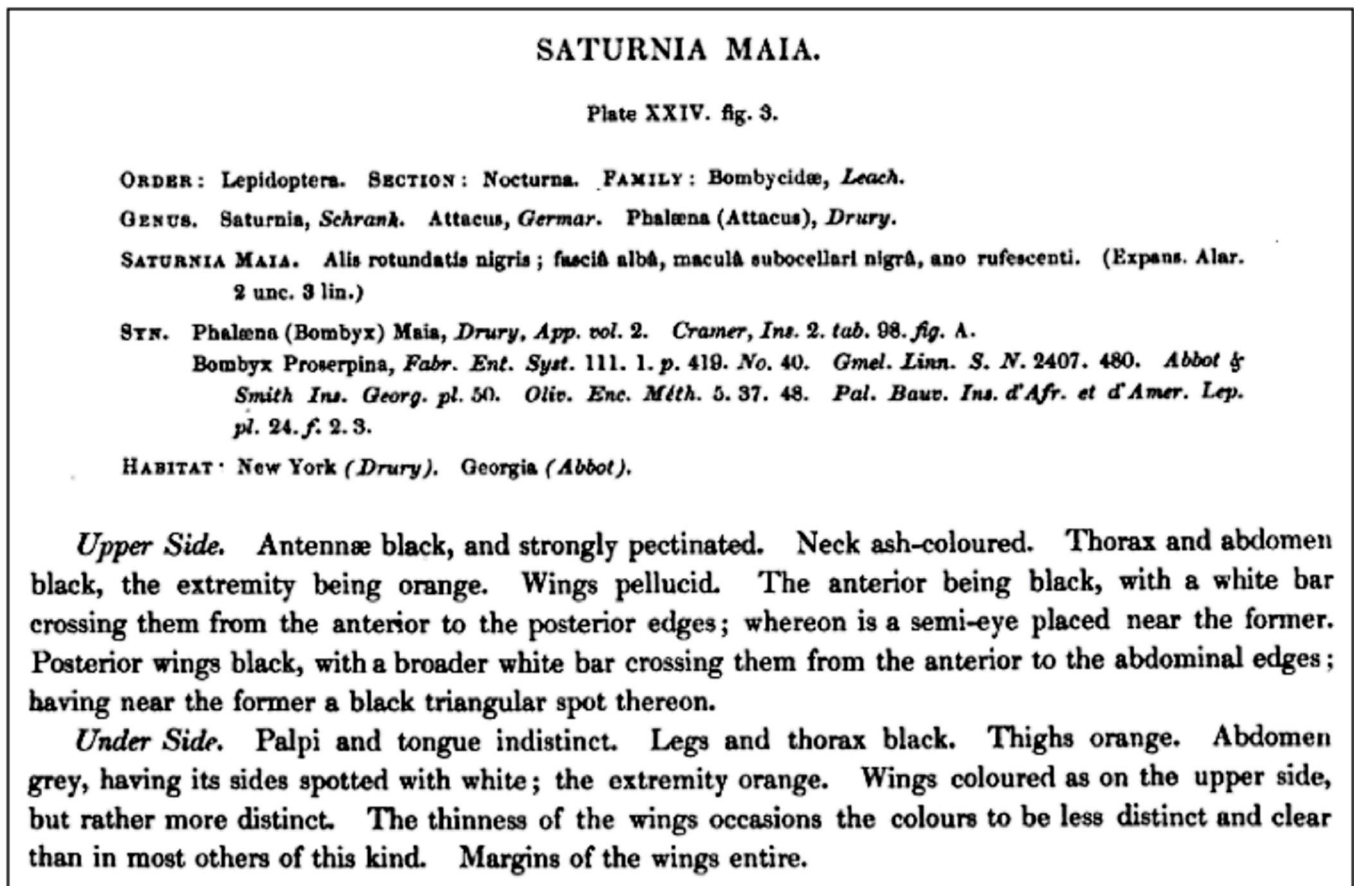 SATURNIA MAIA.
Plate XXIV. fig. 3.
ORDER: Lepidoptera. SECTION: Nocturna. FAMILY: Bombycidæ, Leach.
GENUS. Saturnia, Schrank. Attacus, Germar. Phalæna (Attacus), Drury.
SATURNIA MAIA. Alis rotundatis nigris; fasciâ albâ, maculâ subocellari nigrâ, ano rufescenti. (Expans. Alar.
2 unc. 3 lin.)
SYN. Phalæna (Bombyx) Maia, Drury, App. vol. 2. Cramer, Ins. 2. tab. 98. fig. A.
Bombyx Proserpina, Fabr. Ent. Syst. 111. 1. p. 419. No. 40. Gmel. Linn. S. N. 2407. 480. Abbot &
Smith Ins. Georg. pl. 50. Oliv. Enc. Méth. 5. 37. 48. Pal. Bauv. Ins. d'Afr. et d'Amer. Lep.
pl. 24. f. 2. 3.
HABITAT: New York (Drury). Georgia (Abbot).
Upper Side. Antennæ black, and strongly pectinated. Neck ash-coloured. Thorax and abdomen
black, the extremity being orange. Wings pellucid. The anterior being black, with a white bar
crossing them from the anterior to the posterior edges; whereon is a semi-eye placed near the former.
Posterior wings black, with a broader white bar crossing them from the anterior to the abdominal edges;
having near the former a black triangular spot thereon.
Under Side. Palpi and tongue indistinct. Legs and thorax black. Thighs orange. Abdomen
grey, having its sides spotted with white; the extremity orange. Wings coloured as on the upper side,
but rather more distinct. The thinness of the wings occasions the colours to be less distinct and clear
than in most others of this kind. Margins of the wings entire.